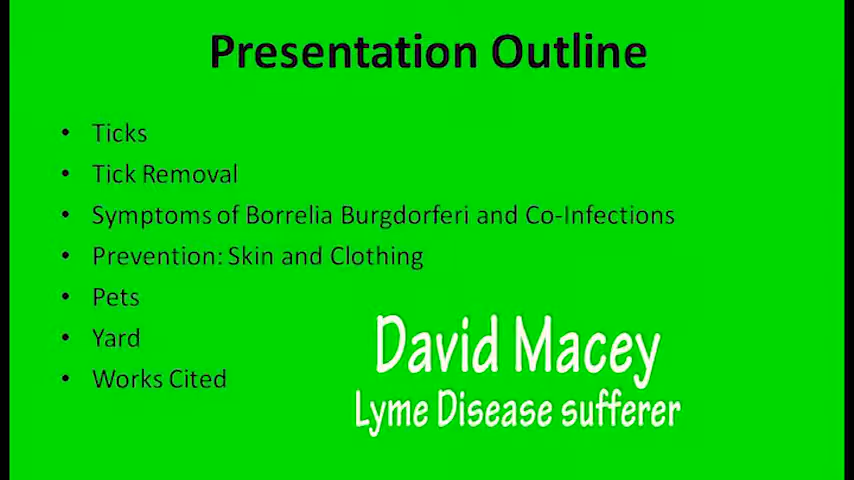 Presentation Outline
• Ticks
• Tick Removal
• Symptoms of Borrelia Burgdorferi and Co-Infections
• Prevention: Skin and Clothing
• Pets
• Yard
• Works Cited
David Macey
Lyme Disease sufferer